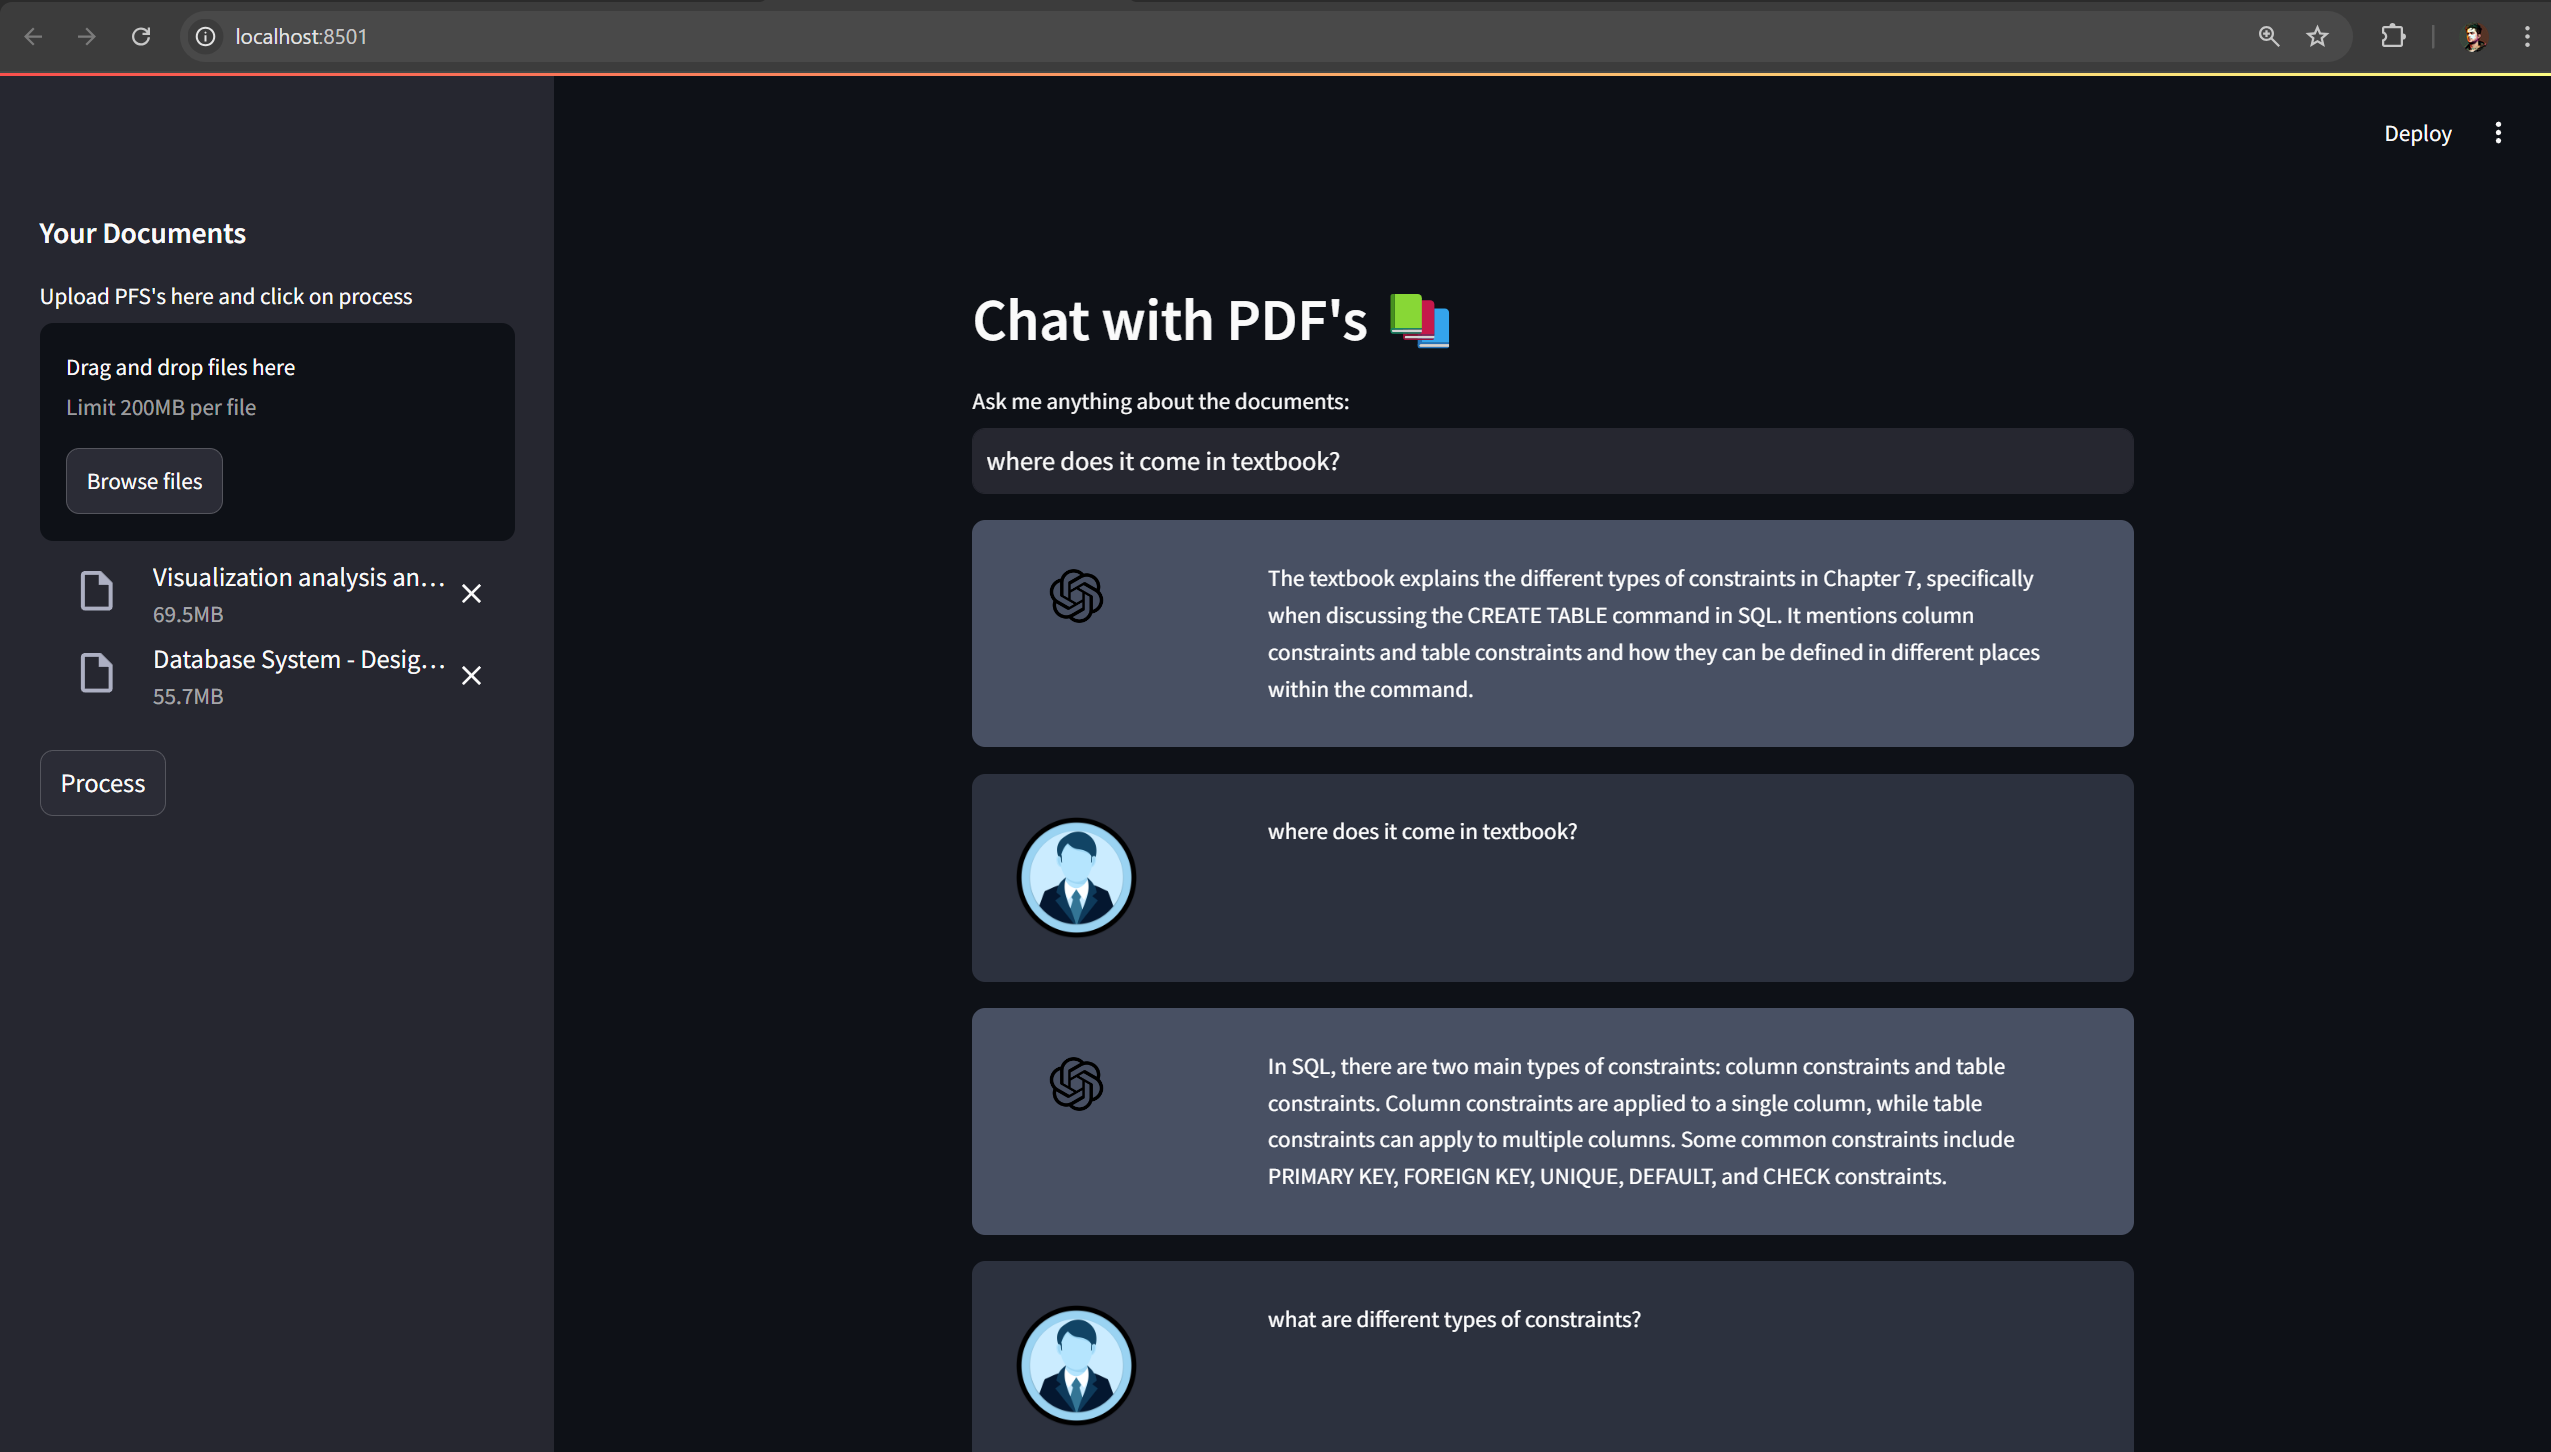 localhost:8501
Deploy
Your Documents
Upload PFS's here and click on process
Drag and drop files here
Limit 200MB per file
Browse files
Visualization analysis an...
69.5MB
Database System - Desig...
55.7MB
Process
Chat with PDF's
Ask me anything about the documents:
where does it come in textbook?
The textbook explains the different types of constraints in Chapter 7, specifically
when discussing the CREATE TABLE command in SQL. It mentions column
constraints and table constraints and how they can be defined in different places
within the command.
where does it come in textbook?
In SQL, there are two main types of constraints: column constraints and table
constraints. Column constraints are applied to a single column, while table
constraints can apply to multiple columns. Some common constraints include
PRIMARY KEY, FOREIGN KEY, UNIQUE, DEFAULT, and CHECK constraints.
what are different types of constraints?